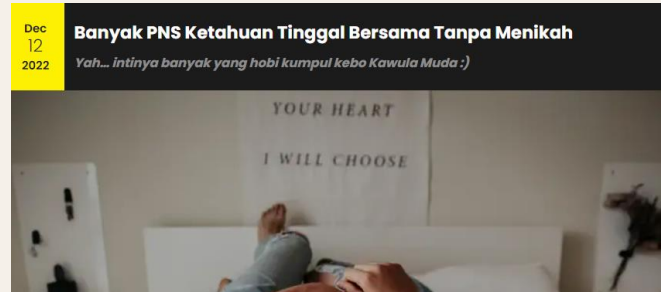 Dec
12
2022
Banyak PNS Ketahuan Tinggal Bersama Tanpa Menikah
Yah... intinya banyak yang hobi kumpul kebo Kawula Muda :)
YOUR HEART
I WILL CHOOSE